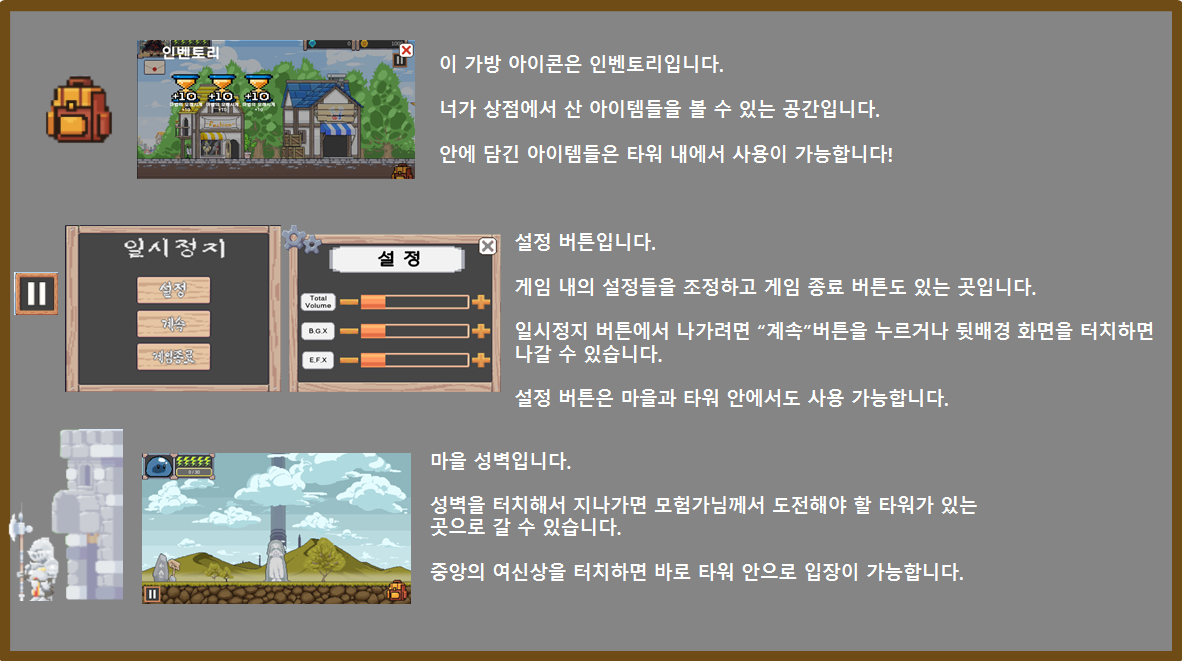 인벤토리
+10 +10 +10
이 가방 아이콘은 인벤토리입니다.
너가 상점에서 산 아이템들을 볼 수 있는 공간입니다.
안에 담긴 아이템들은 타워 내에서 사용이 가능합니다!
일시정지
설정
계속
게임종료
설 정
Total
Volume
B.G.X
E.F.X
설정 버튼입니다.
게임 내의 설정들을 조정하고 게임 종료 버튼도 있는 곳입니다.
일시정지 버튼에서 나가려면 “계속”버튼을 누르거나 뒷배경 화면을 터치하면
나갈 수 있습니다.
설정 버튼은 마을과 타워 안에서도 사용 가능합니다.
마을 성벽입니다.
성벽을 터치해서 지나가면 모험가님께서 도전해야 할 타워가 있는
곳으로 갈 수 있습니다.
중앙의 여신상을 터치하면 바로 타워 안으로 입장이 가능합니다.